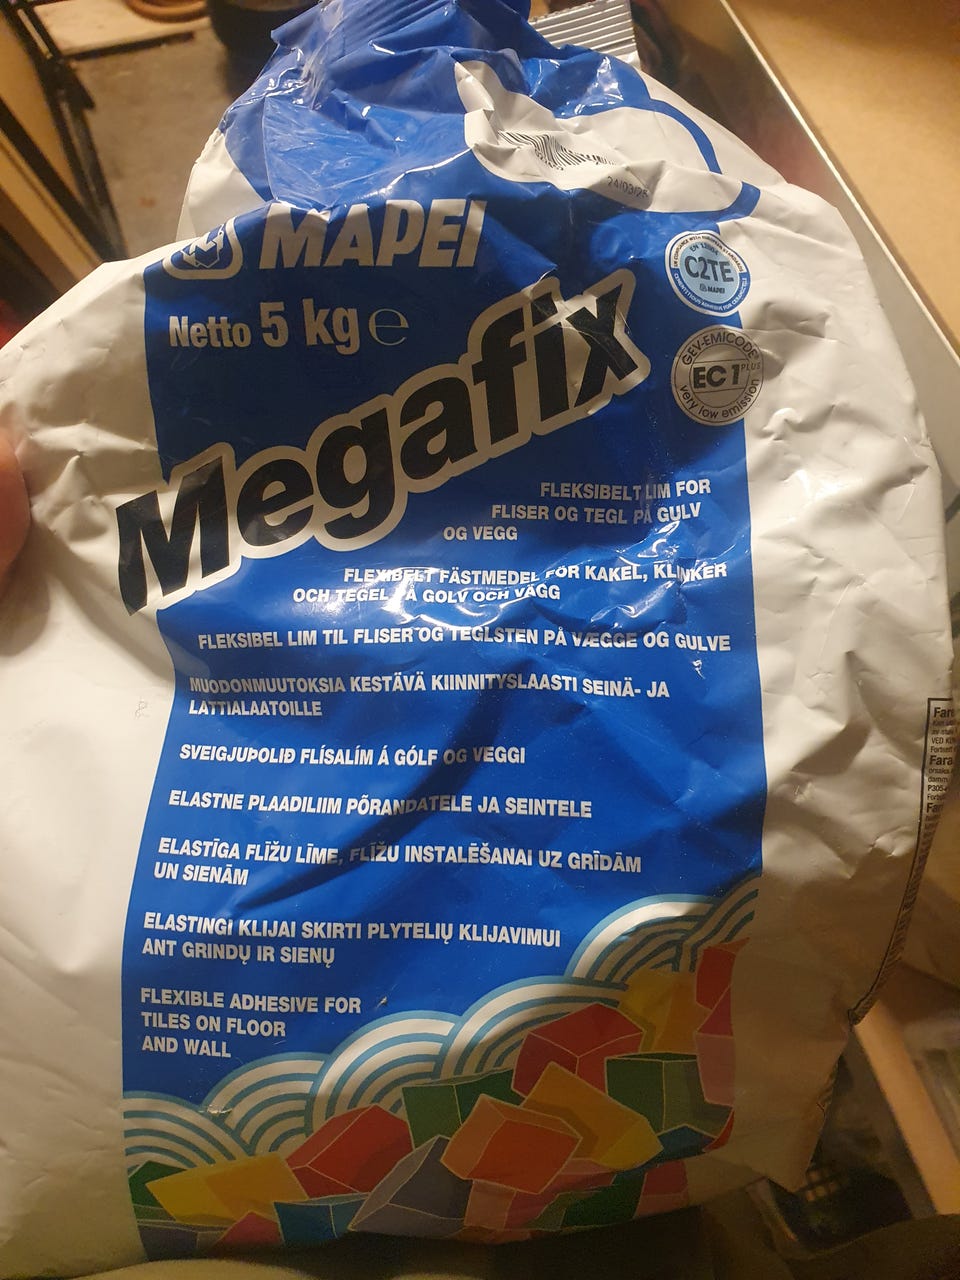 24/03/25
MAPEI
EN 12004
C2TE
MAPEI
Netto 5 kg e
GEV-EMICODE
EC 1 PLUS
very low emission
Megafix
FLEKSIBELT LIM FOR
FLISER OG TEGL PÅ GULV
OG VEGG
FLEXIBELT FÄSTMEDEL FÖR KAKEL, KLINKER
OCH TEGEL PÅ GOLV OCH VÄGG
FLEKSIBEL LIM TIL FLISER OG TEGLSTEN PÅ VÆGGE OG GULVE
MUODONMUUTOKSIA KESTÄVÄ KIINNITYSLAASTI SEINÄ- JA
LATTIALAATOILLE
SVEIGJUÞOLIÐ FLÍSALÍM Á GÓLF OG VEGGI
ELASTNE PLAADILIIM PÕRANDATELE JA SEINTELE
ELASTĪGA FLĪŽU LĪME, FLĪŽU INSTALĒŠANAI UZ GRĪDĀM
UN SIENĀM
ELASTINGI KLIJAI SKIRTI PLYTELIŲ KLIJAVIMUI
ANT GRINDŲ IR SIENŲ
FLEXIBLE ADHESIVE FOR
TILES ON FLOOR
AND WALL